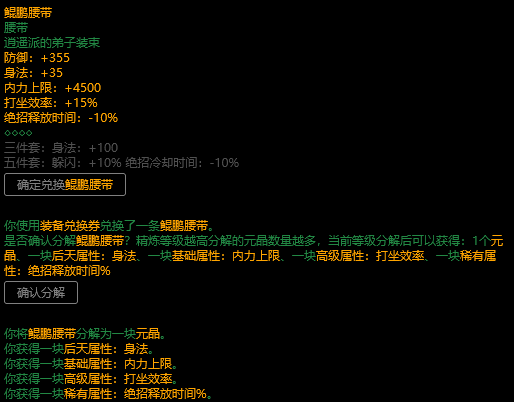 鲲鹏腰带
腰带
逍遥派的弟子装束
防御：+355
身法：+35
内力上限：+4500
打坐效率：+15%
绝招释放时间：-10%
◇◇◇◇
三件套：身法：+100
五件套：躲闪：+10% 绝招冷却时间：-10%
确定兑换鲲鹏腰带
你使用装备兑换券兑换了一条鲲鹏腰带。
是否确认分解鲲鹏腰带？精炼等级越高分解的元晶数量越多，当前等级分解后可以获得：1个元
晶、一块后天属性：身法、一块基础属性：内力上限、一块高级属性：打坐效率、一块稀有属
性：绝招释放时间%
确认分解
你将鲲鹏腰带分解为一块元晶。
你获得一块后天属性：身法。
你获得一块基础属性：内力上限。
你获得一块高级属性：打坐效率。
你获得一块稀有属性：绝招释放时间%。